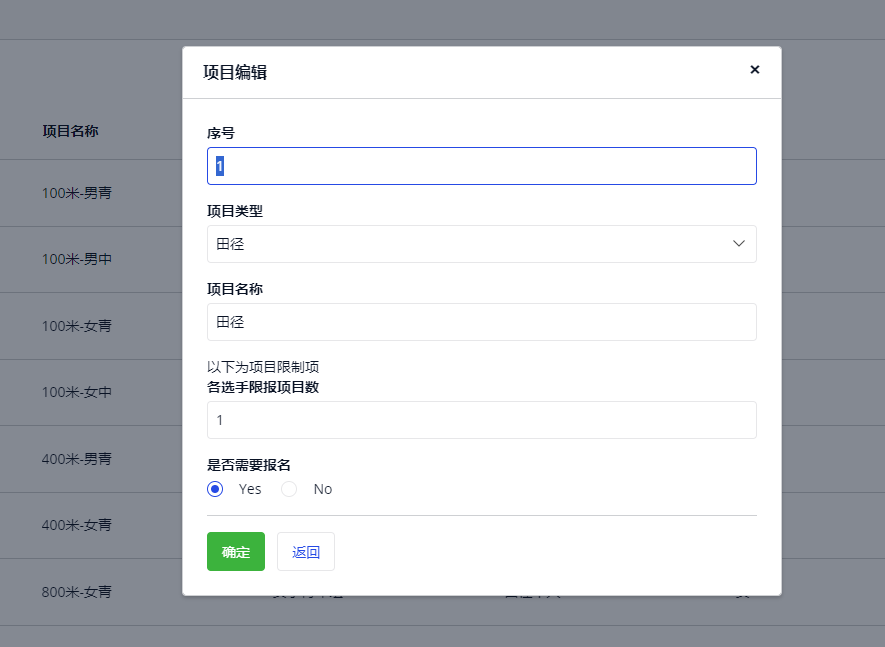 项目编辑
×
序号
1
项目类型
田径
项目名称
田径
以下为项目限制项
各选手限报项目数
1
是否需要报名
Yes No
确定 返回
项目名称
100米-男青
100米-男中
100米-女青
100米-女中
400米-男青
400米-女青
800米-女青